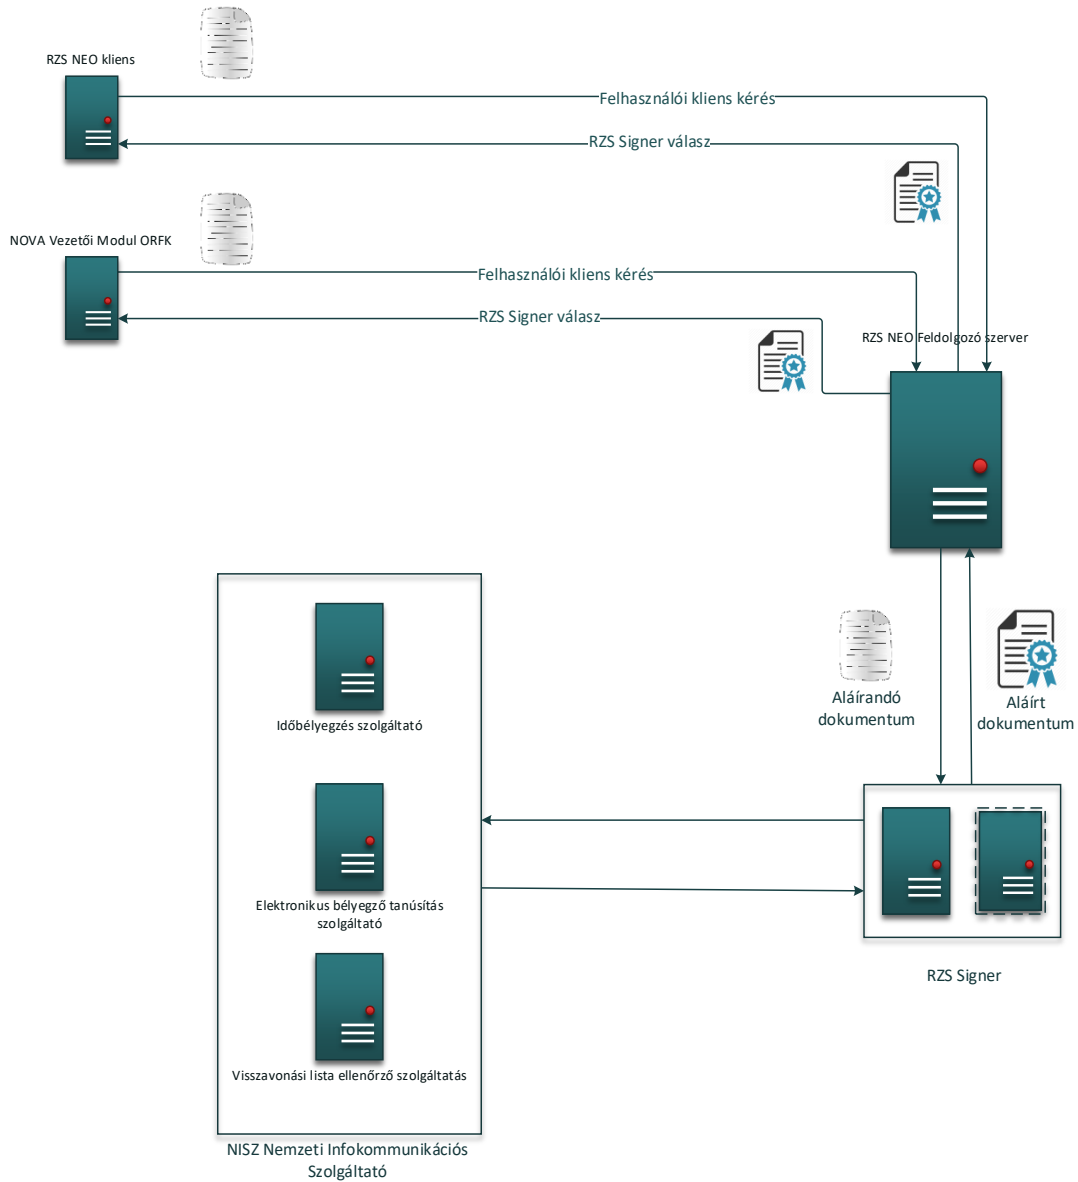 RZS NEO kliens
Felhasználói kliens kérés
RZS Signer válasz
NOVA Vezetői Modul ORFK
Felhasználói kliens kérés
RZS Signer válasz
RZS NEO Feldolgozó szerver
Aláírandó
dokumentum
Aláírt
dokumentum
Időbélyegzés szolgáltató
Elektronikus bélyegző tanúsítás
szolgáltató
RZS Signer
Visszavonási lista ellenőrző szolgáltatás
NISZ Nemzeti Infokommunikációs
Szolgáltató